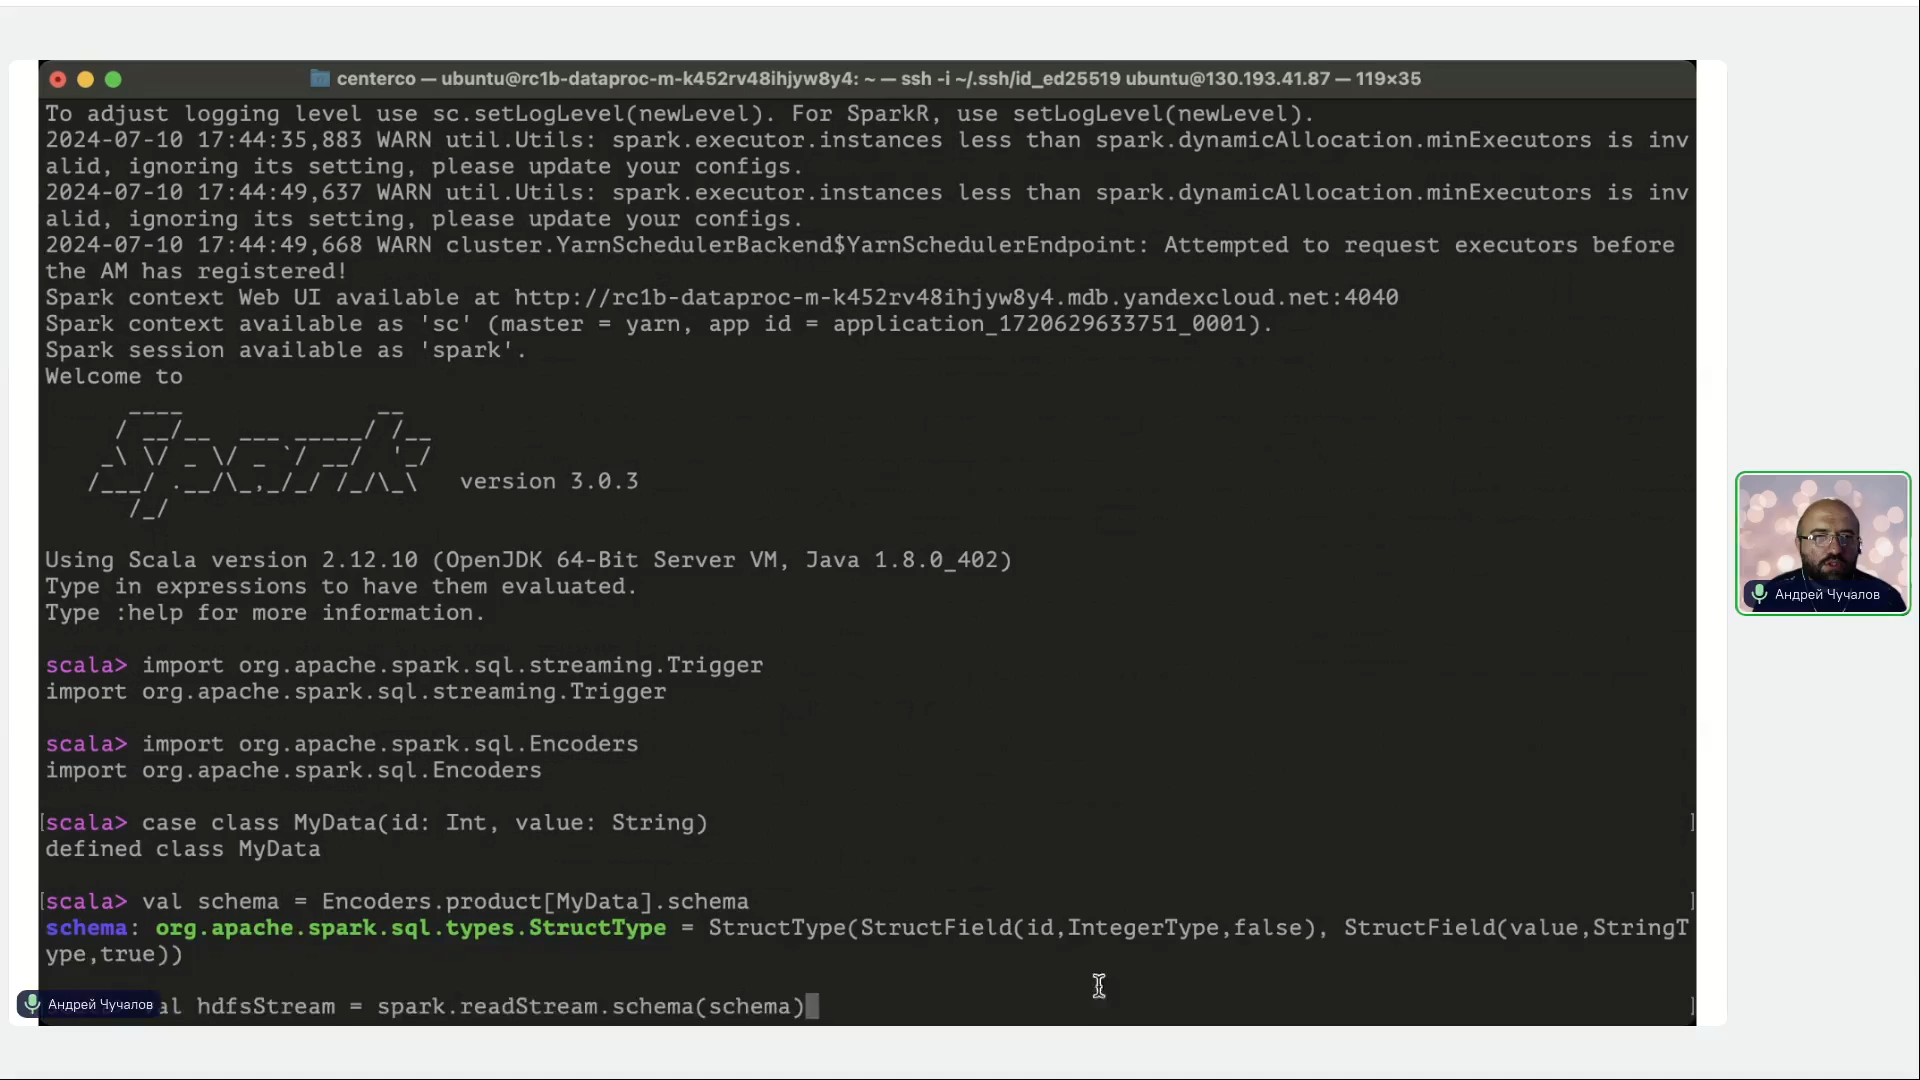 centerco — ubuntu@rc1b-dataproc-m-k452rv48ihjyw8y4: ~ — ssh -i ~/.ssh/id_ed25519 ubuntu@130.193.41.87 — 119×35
To adjust logging level use sc.setLogLevel(newLevel). For SparkR, use setLogLevel(newLevel).
2024-07-10 17:44:35,883 WARN util.Utils: spark.executor.instances less than spark.dynamicAllocation.minExecutors is inv
alid, ignoring its setting, please update your configs.
2024-07-10 17:44:49,637 WARN util.Utils: spark.executor.instances less than spark.dynamicAllocation.minExecutors is inv
alid, ignoring its setting, please update your configs.
2024-07-10 17:44:49,668 WARN cluster.YarnSchedulerBackend$YarnSchedulerEndpoint: Attempted to request executors before
the AM has registered!
Spark context Web UI available at http://rc1b-dataproc-m-k452rv48ihjyw8y4.mdb.yandexcloud.net:4040
Spark context available as 'sc' (master = yarn, app id = application_1720629633751_0001).
Spark session available as 'spark'.
Welcome to
      ____              __
     / __/__  ___ _____/ /__
    _\ \/ _ \/ _ `/ __/  '_/
   /___/ .__/\_,_/_/ /_/\_\   version 3.0.3
      /_/
Using Scala version 2.12.10 (OpenJDK 64-Bit Server VM, Java 1.8.0_402)
Type in expressions to have them evaluated.
Type :help for more information.
scala> import org.apache.spark.sql.streaming.Trigger
import org.apache.spark.sql.streaming.Trigger
scala> import org.apache.spark.sql.Encoders
import org.apache.spark.sql.Encoders
[scala> case class MyData(id: Int, value: String) ]
defined class MyData
[scala> val schema = Encoders.product[MyData].schema ]
schema: org.apache.spark.sql.types.StructType = StructType(StructField(id,IntegerType,false), StructField(value,StringT
ype,true))
al hdfsStream = spark.readStream.schema(schema) ]
Андрей Чучалов
Андрей Чучалов